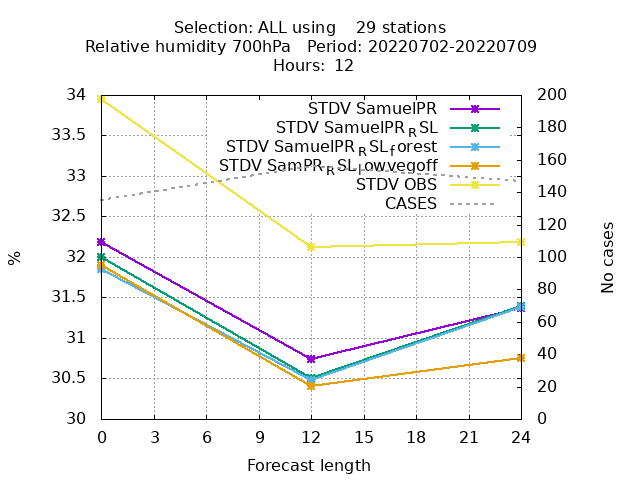 Selection: ALL using    29 stations
Relative humidity 700hPa   Period: 20220702-20220709
Hours:  12
34
33.5
33
32.5
32
31.5
31
30.5
30
%
200
180
160
140
120
100
80
60
40
20
0
No cases
STDV SamuelPR
STDV SamuelPR_RSL
STDV SamuelPR_RSL_forest
STDV SamPR_RSL_lowvegoff
STDV OBS
CASES
0 3 6 9 12 15 18 21 24
Forecast length